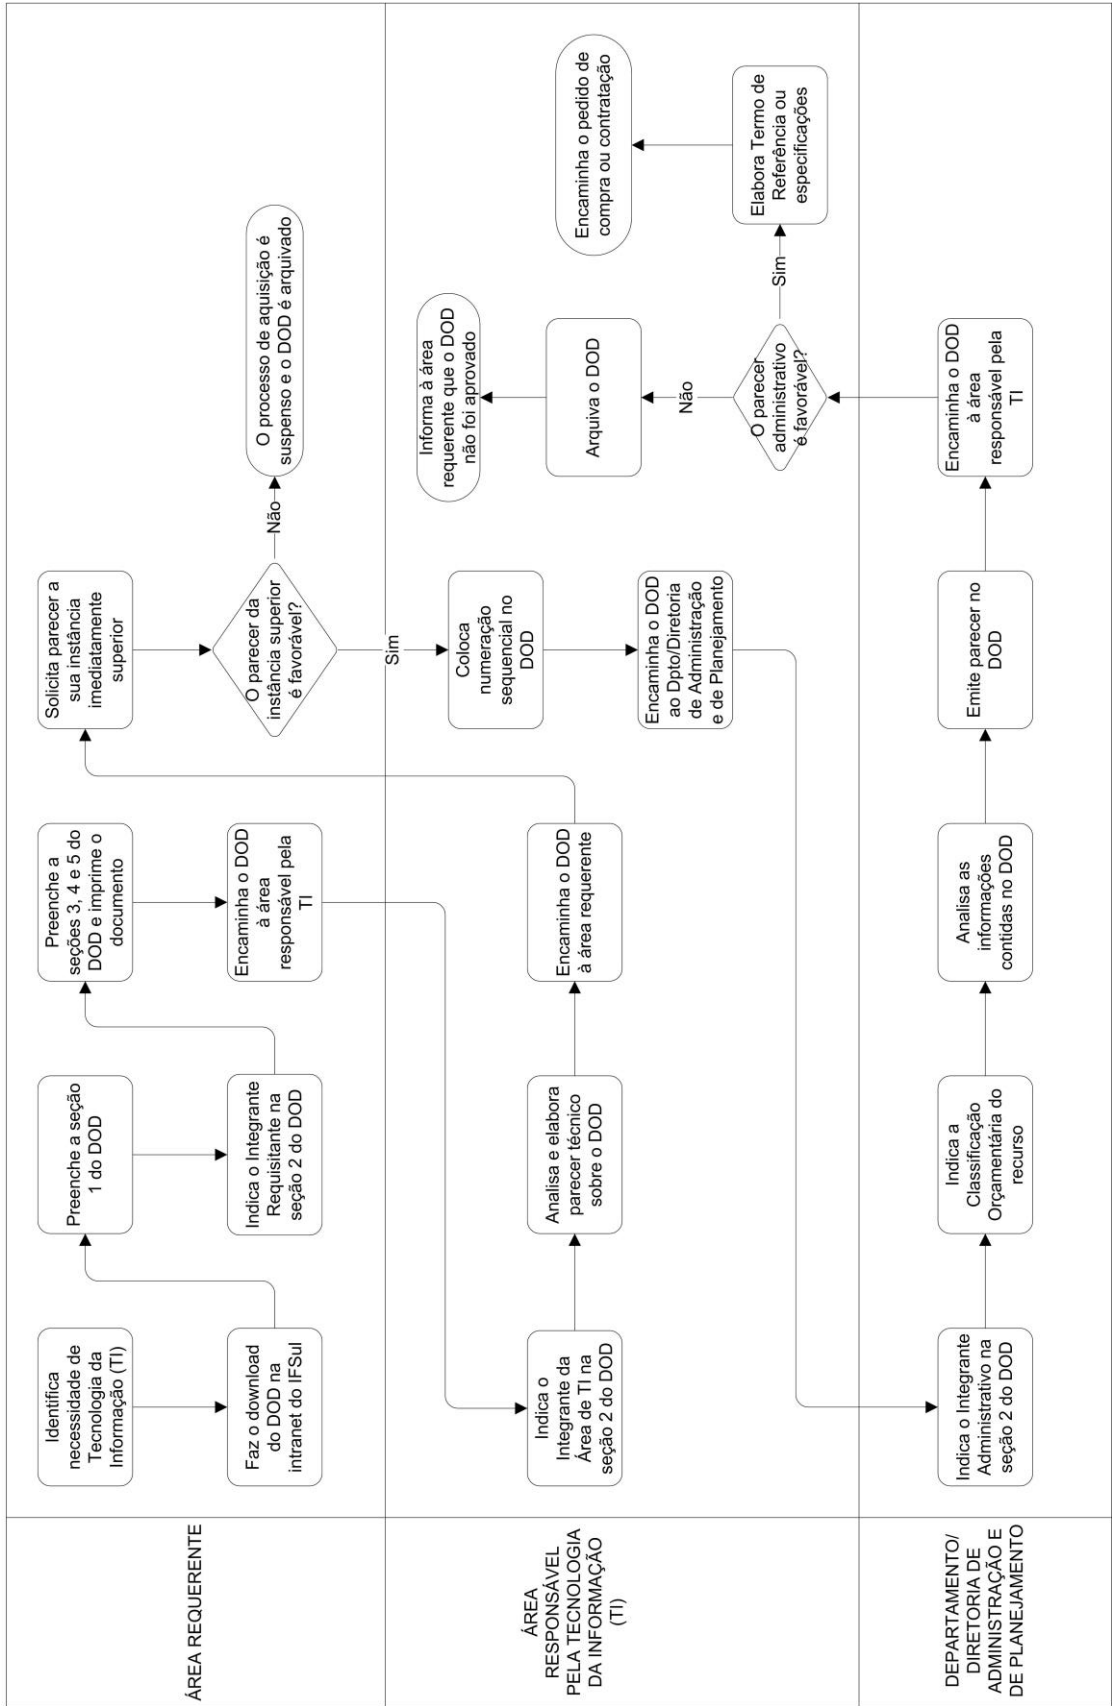 ÁREA REQUERENTE
Identifica
necessidade de
Tecnologia da
Informação (TI)
Faz o download
do DOD na
intranet do IFSul
Preenche a seção
1 do DOD
Indica o Integrante
Requisitante na
seção 2 do DOD
Preenche a
seções 3, 4 e 5 do
DOD e imprime o
documento
Encaminha o DOD
à área
responsável pela
TI
Solicita parecer a
sua instância
imediatamente
superior
O parecer da
instância superior
é favorável?
Não
O processo de aquisição é
suspenso e o DOD é arquivado
Sim
ÁREA
RESPONSÁVEL
PELA TECNOLOGIA
DA INFORMAÇÃO
(TI)
Indica o
Integrante da
Área de TI na
seção 2 do DOD
Analisa e elabora
parecer técnico
sobre o DOD
Encaminha o DOD
à área requerente
Coloca
numeração
sequencial no
DOD
Encaminha o DOD
ao Dpto/Diretoria
de Administração
e de Planejamento
Informa à área
requerente que o DOD
não foi aprovado
Arquiva o DOD
Não
O parecer
administrativo
é favorável?
Sim
Encaminha o pedido de
compra ou contratação
Elabora Termo de
Referência ou
especificações
DEPARTAMENTO/
DIRETORIA DE
ADMINISTRAÇÃO E
DE PLANEJAMENTO
Indica o Integrante
Administrativo na
seção 2 do DOD
Indica a
Classificação
Orçamentária do
recurso
Analisa as
informações
contidas no DOD
Emite parecer no
DOD
Encaminha o DOD
à área
responsável pela
TI